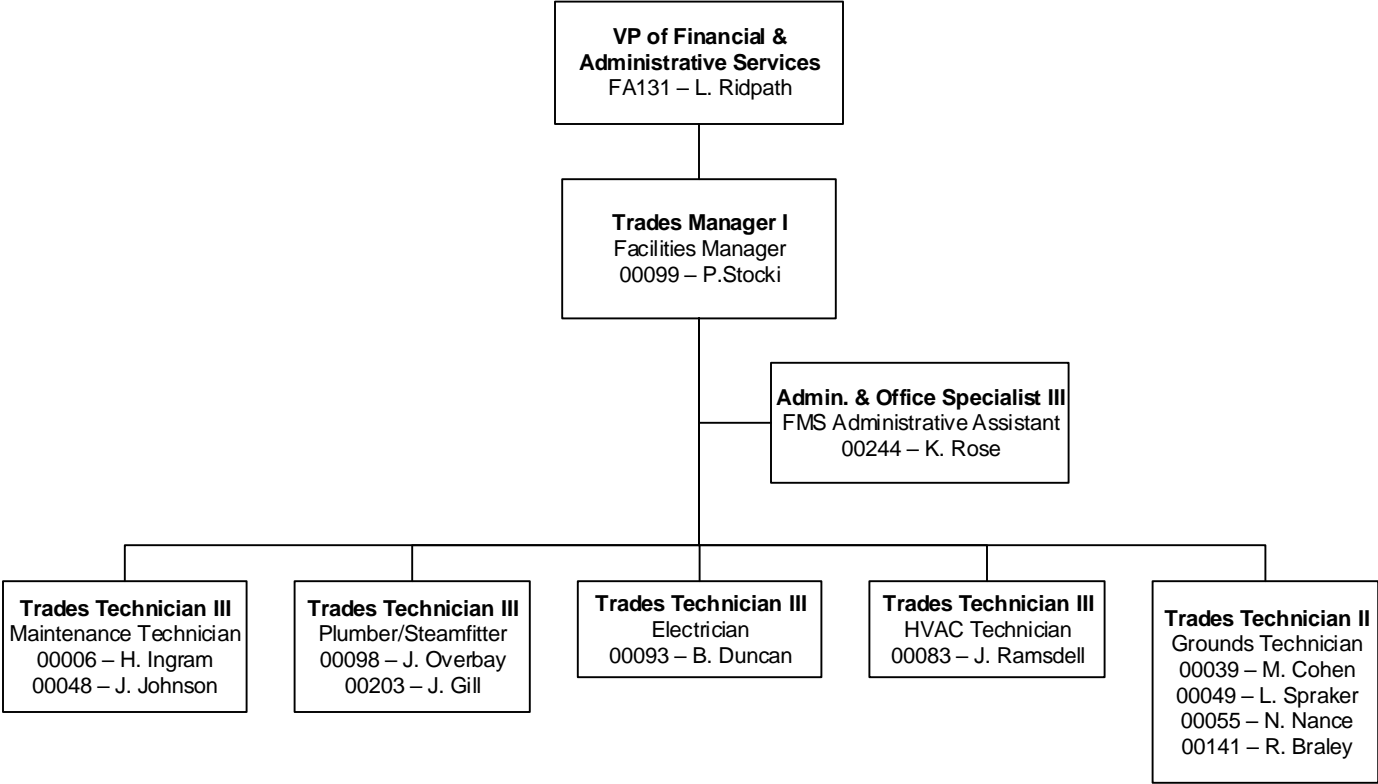 VP of Financial &
Administrative Services
FA131 – L. Ridpath
Trades Manager I
Facilities Manager
00099 – P.Stocki
Admin. & Office Specialist III
FMS Administrative Assistant
00244 – K. Rose
Trades Technician III
Maintenance Technician
00006 – H. Ingram
00048 – J. Johnson
Trades Technician III
Plumber/Steamfitter
00098 – J. Overbay
00203 – J. Gill
Trades Technician III
Electrician
00093 – B. Duncan
Trades Technician III
HVAC Technician
00083 – J. Ramsdell
Trades Technician II
Grounds Technician
00039 – M. Cohen
00049 – L. Spraker
00055 – N. Nance
00141 – R. Braley